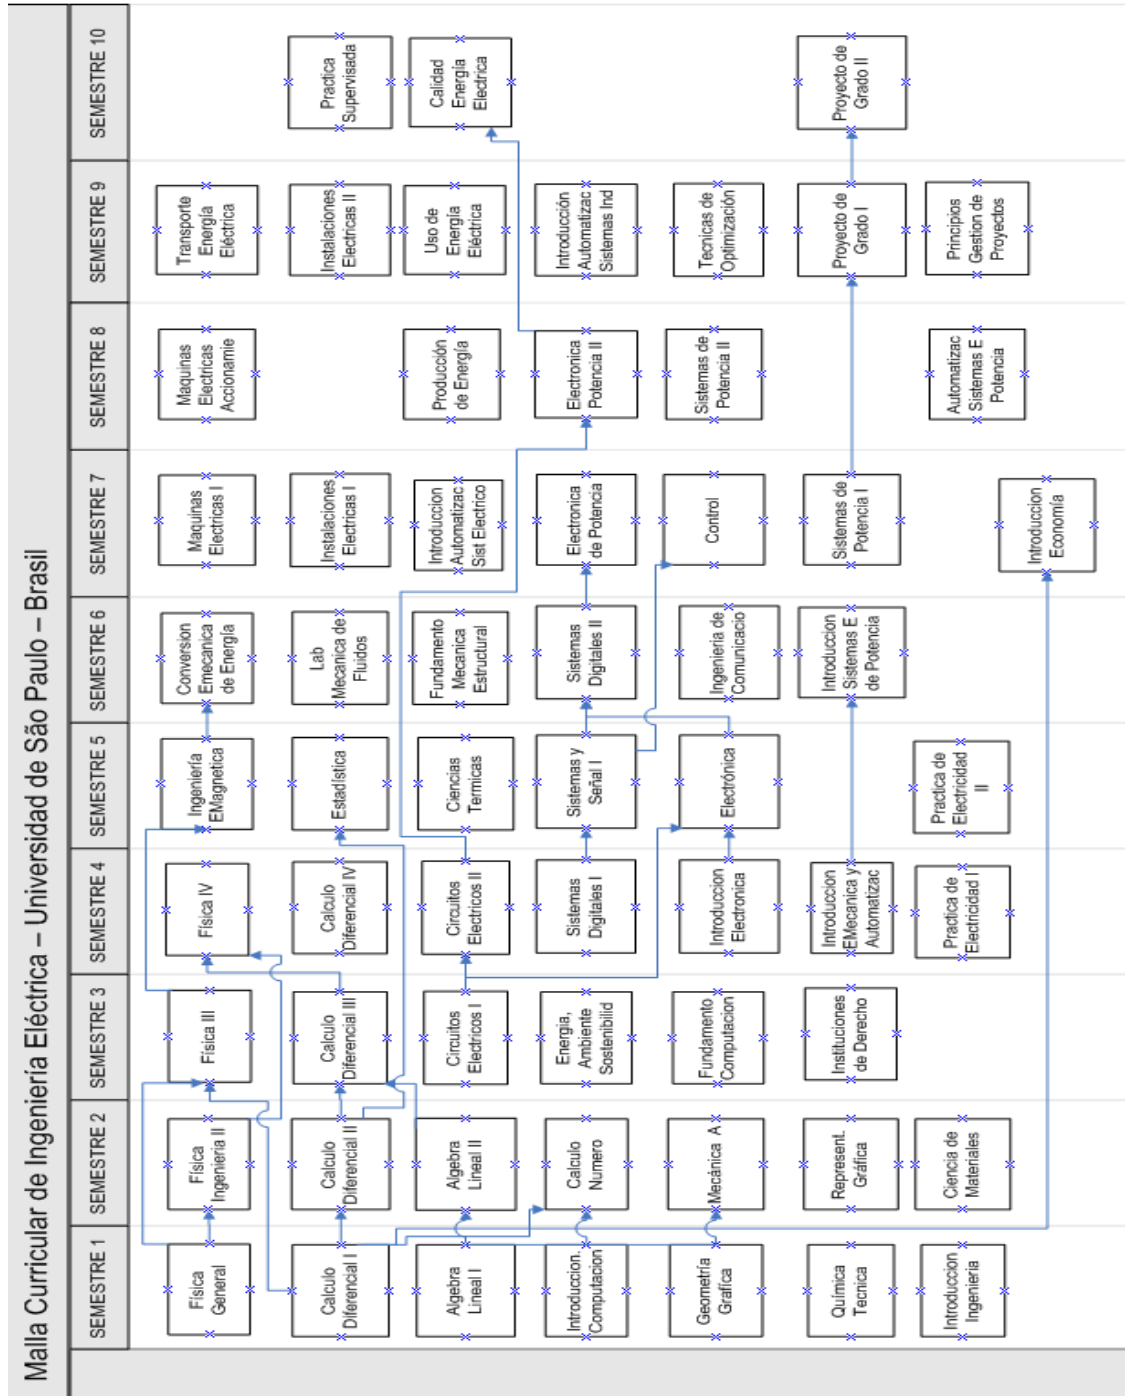 Malla Curricular de Ingeniería Eléctrica – Universidad de São Paulo – Brasil
SEMESTRE 1
SEMESTRE 2
SEMESTRE 3
SEMESTRE 4
SEMESTRE 5
SEMESTRE 6
SEMESTRE 7
SEMESTRE 8
SEMESTRE 9
SEMESTRE 10
Física
General
Física
Ingenieria II
Física III
Física IV
Ingeniería
EMagnetica
Conversion
Emecanica
de Energía
Maquinas
Electricas I
Maquinas
Electricas
Accionamie
Transporte
Energía
Eléctrica
Calculo
Diferencial I
Calculo
Diferencial II
Calculo
Diferencial III
Calculo
Diferencial IV
Estadística
Lab
Mecanica de
Fluidos
Instalaciones
Electricas I
Instalaciones
Electricas II
Practica
Supervisada
Algebra
Lineal I
Algebra
Lineal II
Circuitos
Electricos I
Circuitos
Electricos II
Ciencias
Termicas
Fundamento
Mecanica
Estructural
Introduccion
Automatizac
Sist Electrico
Producción
de Energía
Uso de
Energía
Eléctrica
Calidad
Energía
Electrica
Introduccion.
Computacion
Calculo
Numero
Energia,
Ambiente
Sostenibilid
Sistemas
Digitales I
Sistemas y
Señal I
Sistemas
Digitales II
Electronica
de Potencia
Electronica
Potencia II
Introducción
Automatizac
Sistemas Ind
Geometría
Grafica
Mecánica A
Fundamento
Computacion
Introduccion
Electronica
Electrónica
Ingenieria de
Comunicacio
Control
Sistemas de
Potencia II
Tecnicas de
Optimización
Química
Tecnica
Represent.
Gráfica
Instituciones
de Derecho
Introduccion
EMecanica y
Automatizac
Introduccion
Sistemas E
de Potencia
Sistemas de
Potencia I
Proyecto de
Grado I
Proyecto de
Grado II
Introduccion
Ingeniería
Ciencia de
Materiales
Practica de
Electricidad I
Practica de
Electricidad
II
Introduccion
Economía
Automatizac
Sistemas E
Potencia
Principios
Gestion de
Proyectos